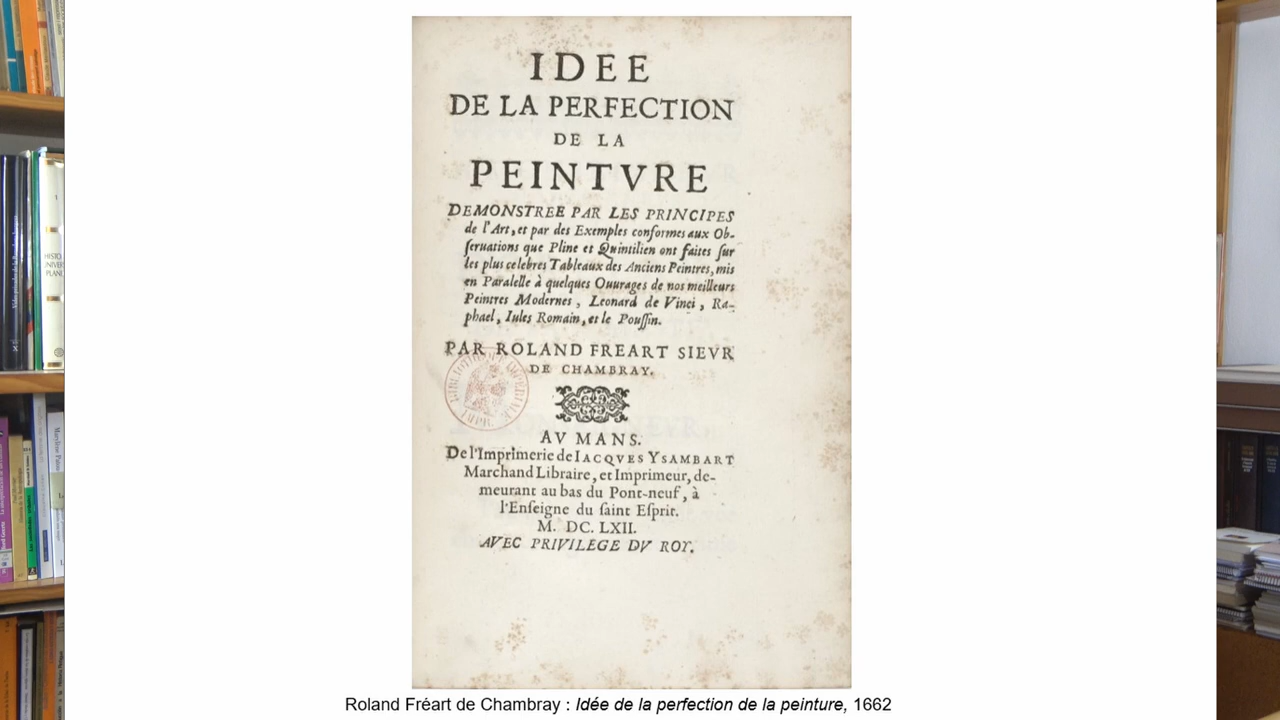 IDEE
DE LA PERFECTION
DE LA
PEINTVRE
DEMONSTREE PAR LES PRINCIPES
de l'Art, et par des Exemples conformes aux Ob-
ſeruations que Pline et Quintilien ont faites ſur
les plus celebres Tableaux des Anciens Peintres, mis
en Paralelle à quelques Ouurages de nos meilleurs
Peintres Modernes, Leonard de Vinci, Ra-
phael, Iules Romain, et le Pouſſin.
PAR ROLAND FREART SIEVR
DE CHAMBRAY.
AV MANS.
De l'Imprimerie de IACQVES YSAMBART
Marchand Libraire, et Imprimeur, de-
meurant au bas du Pont-neuf, à
l'Enſeigne du ſaint Eſprit.
M. DC. LXII.
AVEC PRIVILEGE DV ROY.
Roland Fréart de Chambray : Idée de la perfection de la peinture, 1662